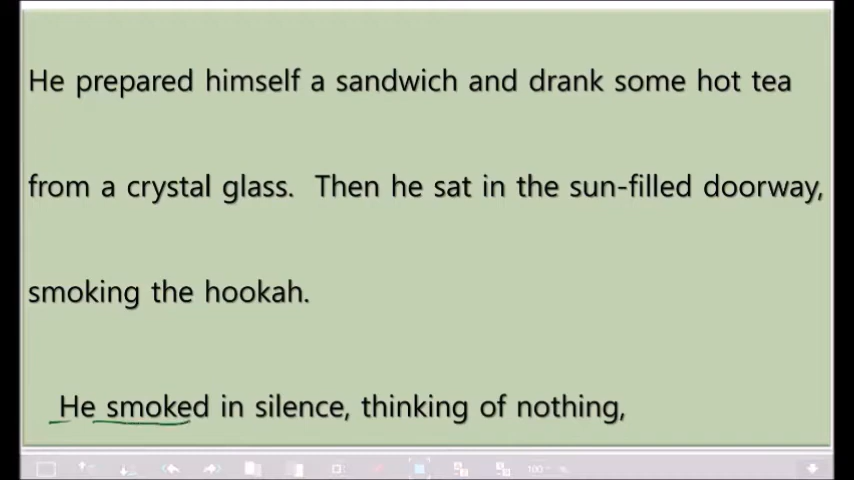 He prepared himself a sandwich and drank some hot tea
from a crystal glass. Then he sat in the sun-filled doorway,
smoking the hookah.
He smoked in silence, thinking of nothing,
100